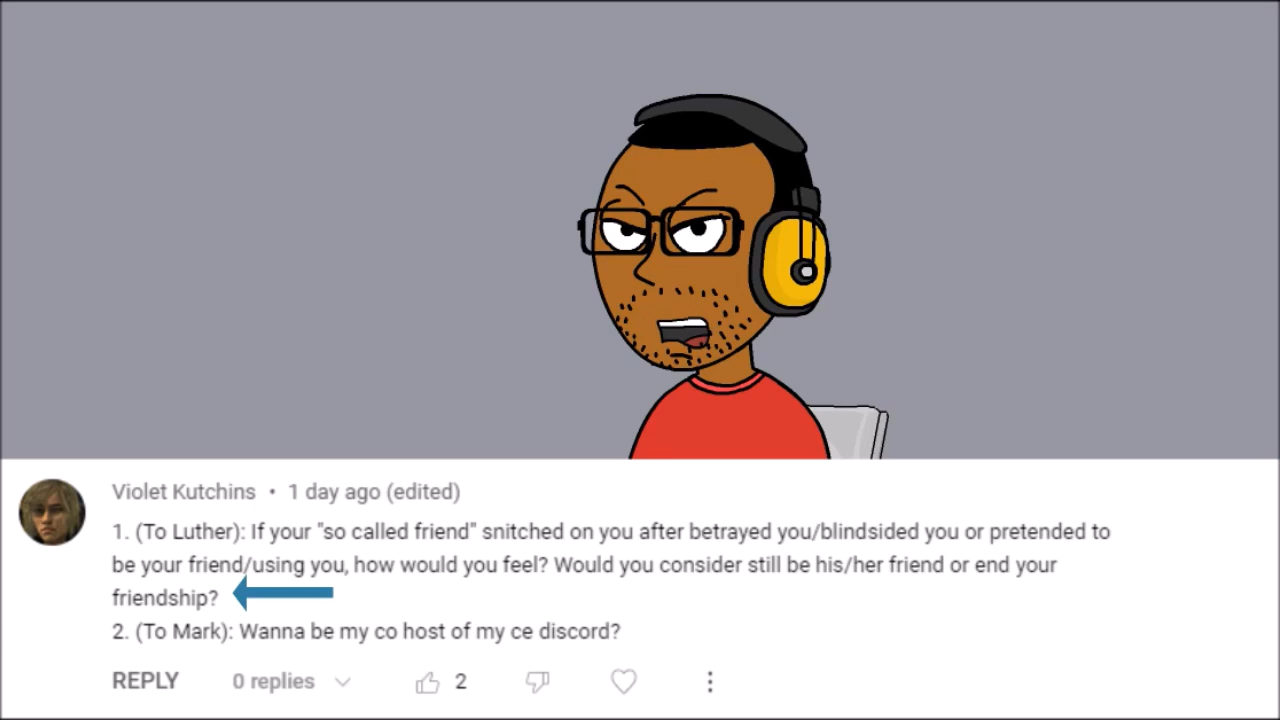 Violet Kutchins • 1 day ago (edited)
1. (To Luther): If your "so called friend" snitched on you after betrayed you/blindsided you or pretended to
be your friend/using you, how would you feel? Would you consider still be his/her friend or end your
friendship?
2. (To Mark): Wanna be my co host of my ce discord?
REPLY 0 replies 2